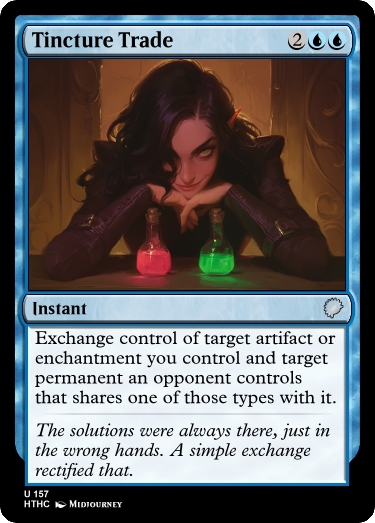 Tincture Trade 2
Instant
Exchange control of target artifact or
enchantment you control and target
permanent an opponent controls
that shares one of those types with it.
The solutions were always there, just in
the wrong hands. A simple exchange
rectified that.
U 157
HTHC Midjourney